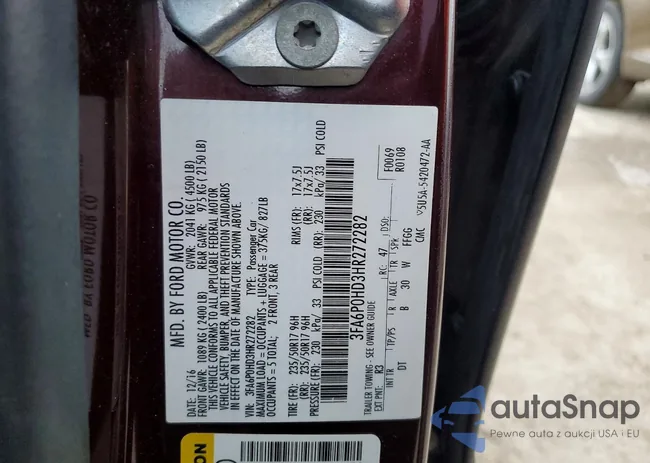 MFD. BY FORD MOTOR CO.
DATE: 12/16 GVWR: 2041 KG (4500 LB)
FRONT GAWR: 1089 KG (2400 LB) REAR GAWR: 975 KG (2150 LB)
THIS VEHICLE CONFORMS TO ALL APPLICABLE FEDERAL MOTOR
VEHICLE SAFETY, BUMPER, AND THEFT PREVENTION STANDARDS
IN EFFECT ON THE DATE OF MANUFACTURE SHOWN ABOVE.
VIN: 3FA6P0HD3HR272282 TYPE: Passenger Car
MAXIMUM LOAD = OCCUPANTS + LUGGAGE = 375KG/ 827LB
OCCUPANTS = 5 TOTAL; 2 FRONT, 3 REAR
TIRE (FR): 235/50R17 96H RIMS (FR): 17x7.5J
(RR): 235/50R17 96H (RR): 17x7.5J
PRESSURE (FR): 230 kPa/ 33 PSI COLD (RR): 230 kPa/ 33 PSI COLD
3FA6P0HD3HR272282
F0069
R0108
TRAILER TOWING - SEE OWNER GUIDE
EXT PNT: R3 RC: 47 DSO:
INT TR TP/PS R AXLE TR SPR
DT B 30 W FFGG
CMC
5U5A-5420472-AA
ON
autaSnap
Pewne auta z aukcji USA i EU